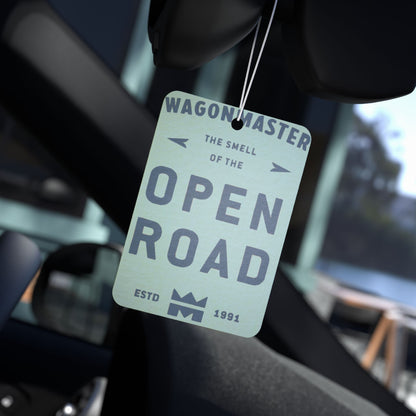 WAGONMASTER
THE SMELL
OF THE
OPEN
ROAD
ESTD 1991